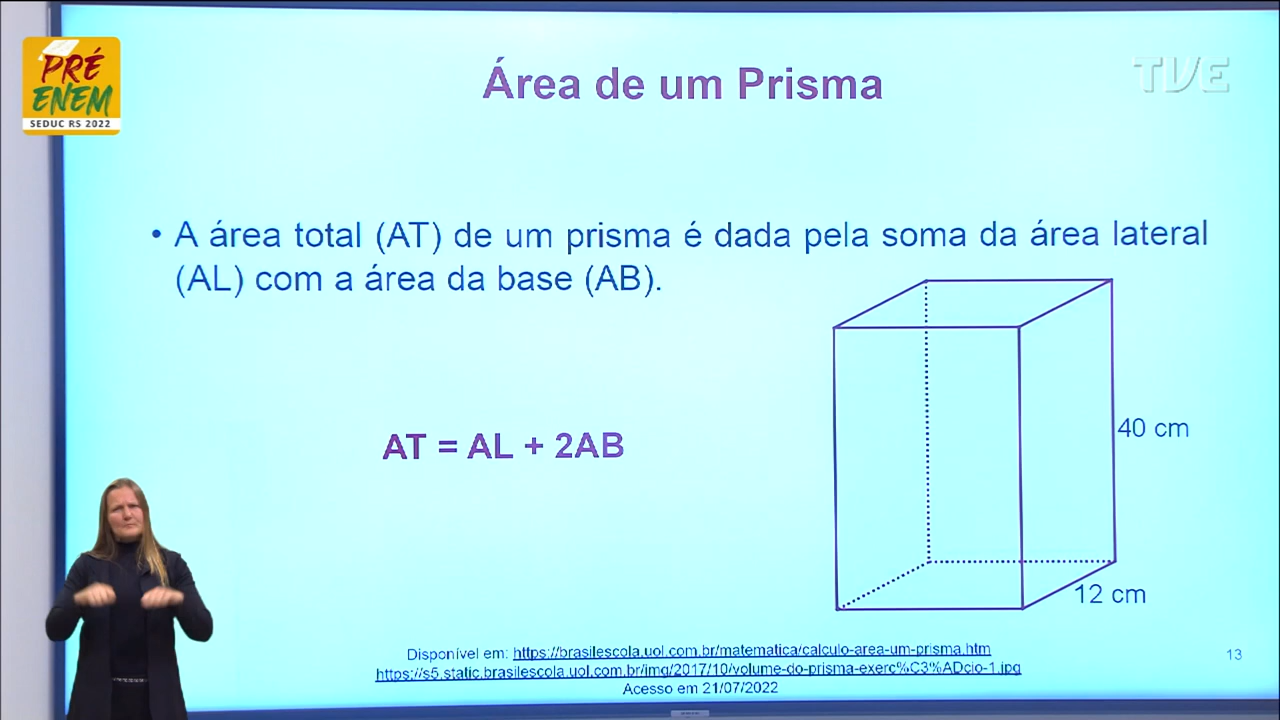 PRÉ
ENEM
SEDUC RS 2022
Área de um Prisma
TVE
• A área total (AT) de um prisma é dada pela soma da área lateral
(AL) com a área da base (AB).
AT = AL + 2AB
40 cm
12 cm
Disponível em: https://brasilescola.uol.com.br/matematica/calculo-area-um-prisma.htm
https://s5.static.brasilescola.uol.com.br/img/2017/10/volume-do-prisma-exerc%C3%ADcio-1.jpg
Acesso em 21/07/2022
13